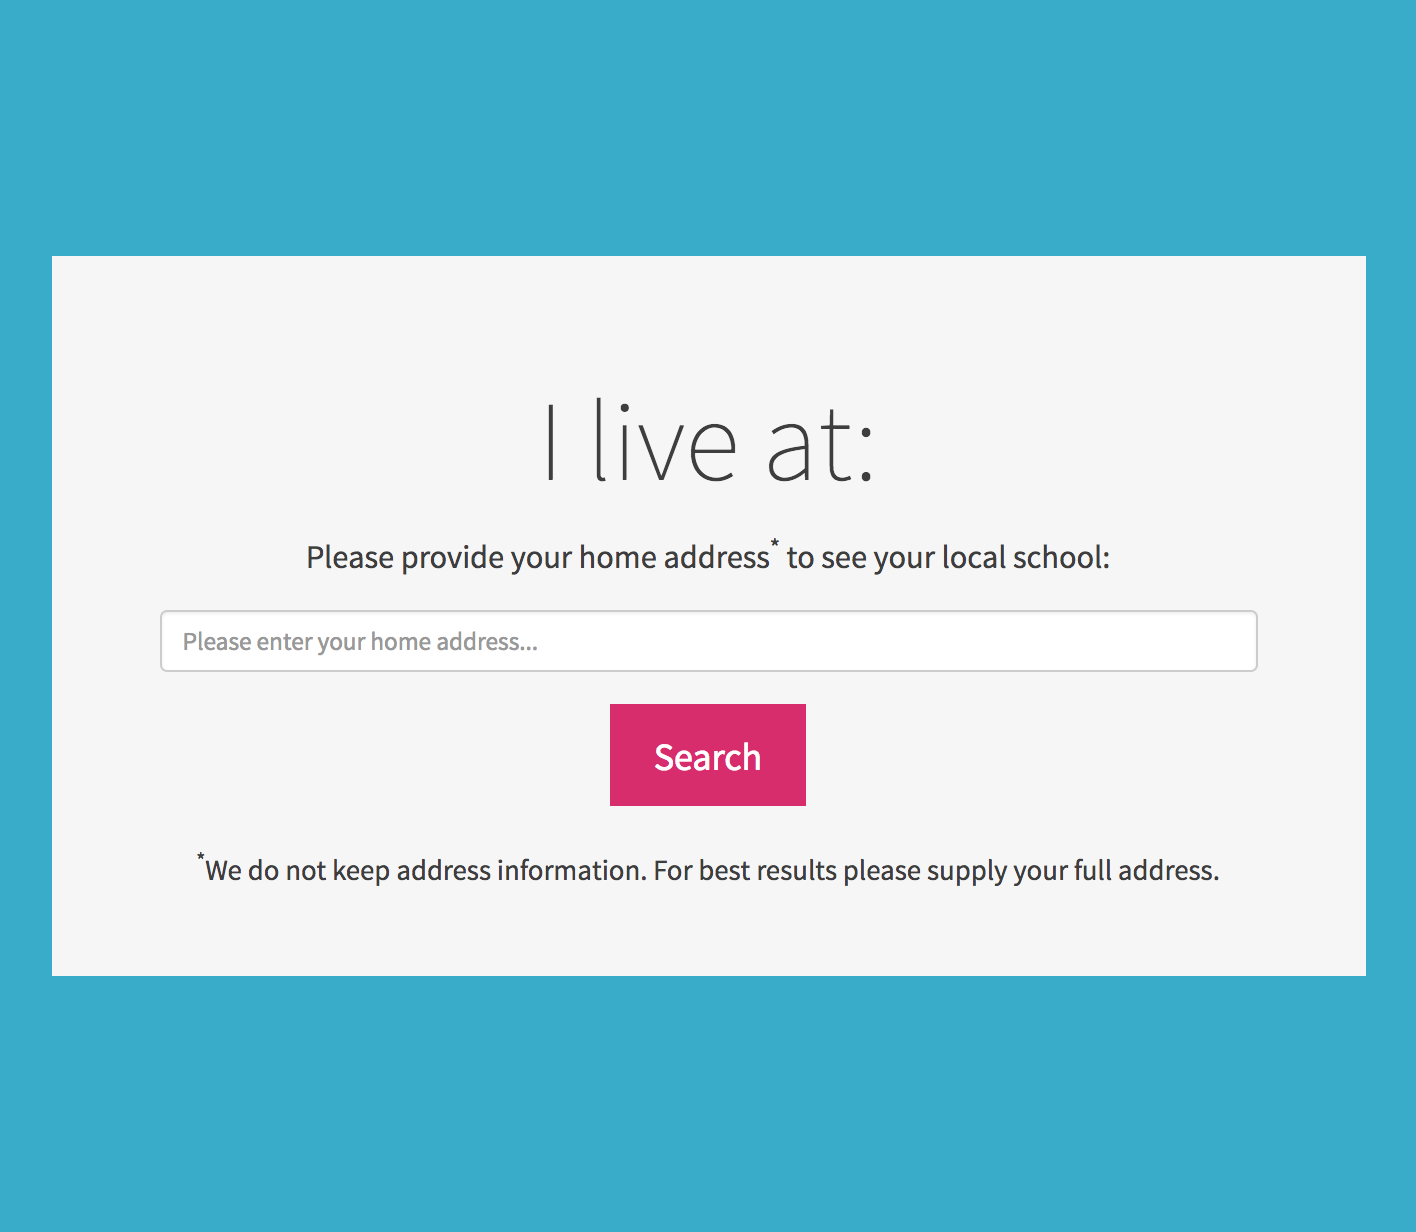 I live at:
Please provide your home address* to see your local school:
Please enter your home address...
Search
*We do not keep address information. For best results please supply your full address.